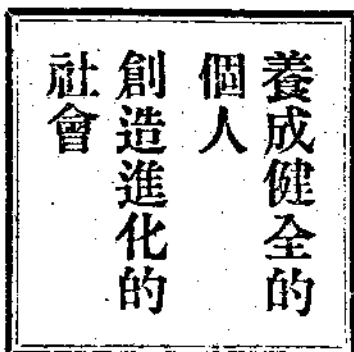 養成健全的
個人
創造進化的
社會